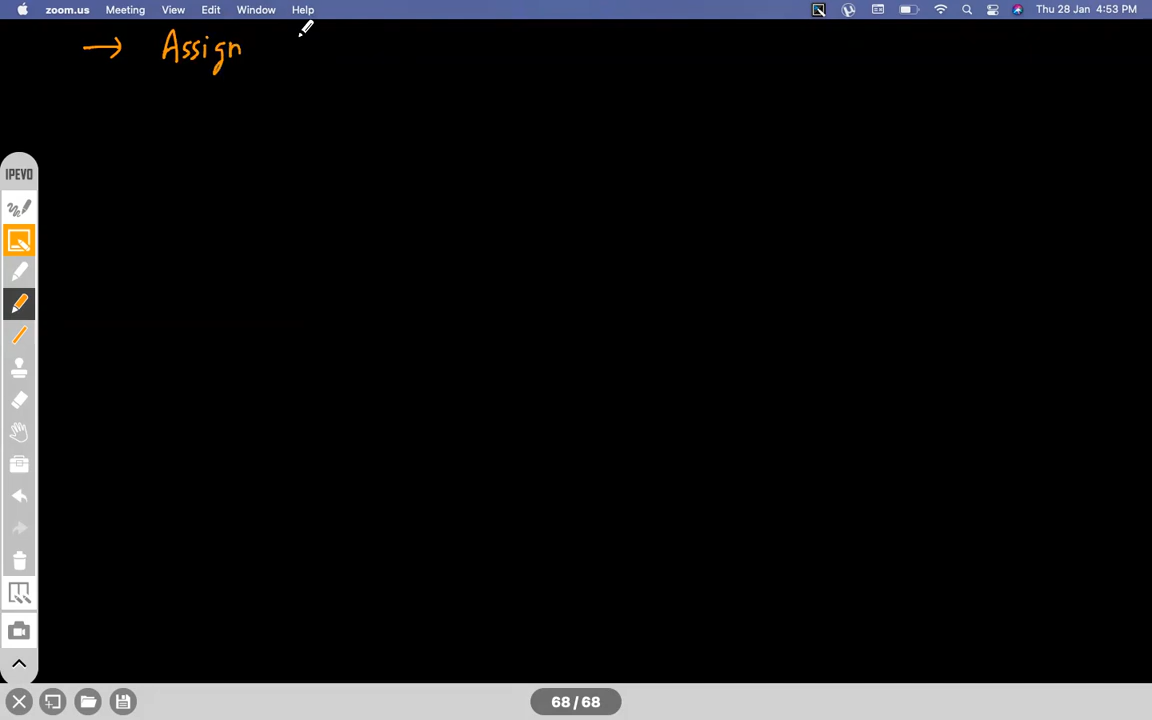 zoom.us Meeting View Edit Window Help Thu 28 Jan 4:53 PM
→ Assign
IPEVO
68 / 68